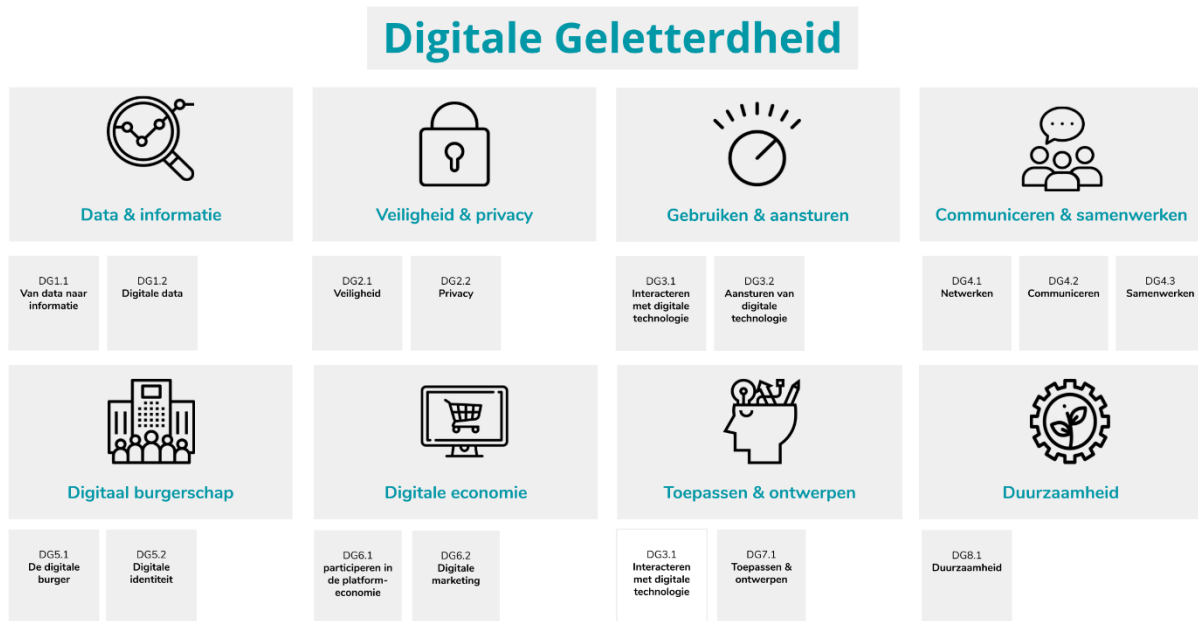 Digitale Geletterdheid
Data & informatie
Veiligheid & privacy
Gebruiken & aansturen
Communiceren & samenwerken
DG1.1
Van data naar
informatie
DG1.2
Digitale data
DG2.1
Veiligheid
DG2.2
Privacy
DG3.1
Interacteren
met digitale
technologie
DG3.2
Aansturen van
digitale
technologie
DG4.1
Netwerken
DG4.2
Communiceren
DG4.3
Samenwerken
Digitaal burgerschap
Digitale economie
Toepassen & ontwerpen
Duurzaamheid
DG5.1
De digitale
burger
DG5.2
Digitale
identiteit
DG6.1
participeren in
de platform-
economie
DG6.2
Digitale
marketing
DG3.1
Interacteren
met digitale
technologie
DG7.1
Toepassen &
ontwerpen
DG8.1
Duurzaamheid